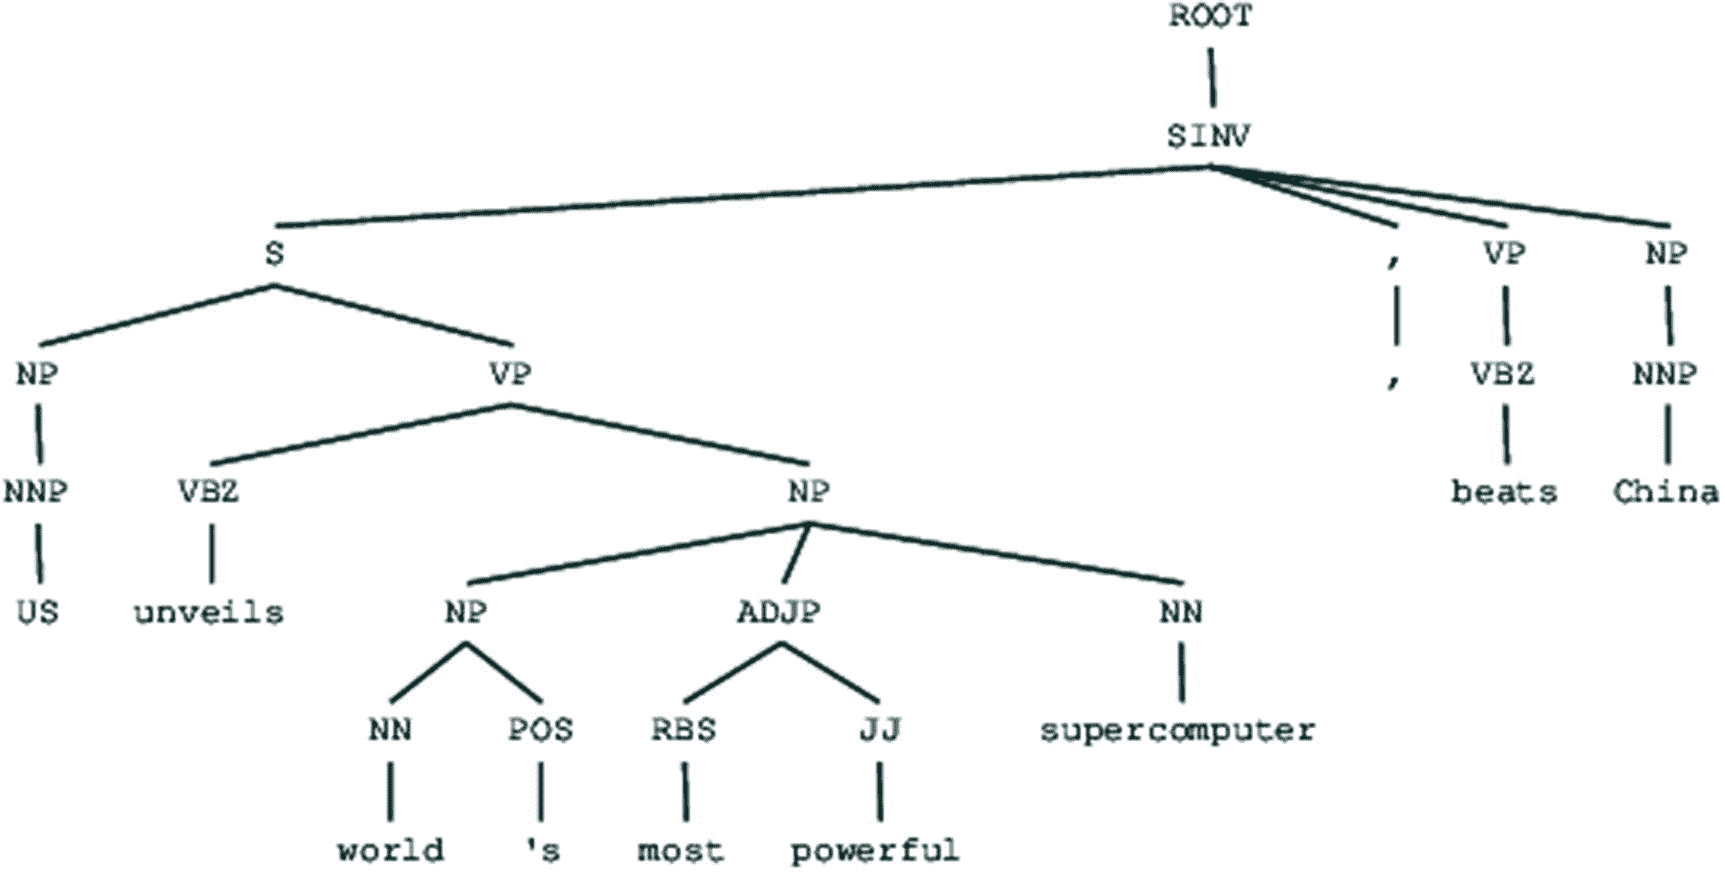 ROOT
SINV
S , VP NP
NP VP , VBZ NNP
NNP VBZ NP beats China
US unveils NP ADJP NN
NN POS RBS JJ supercomputer
world 's most powerful